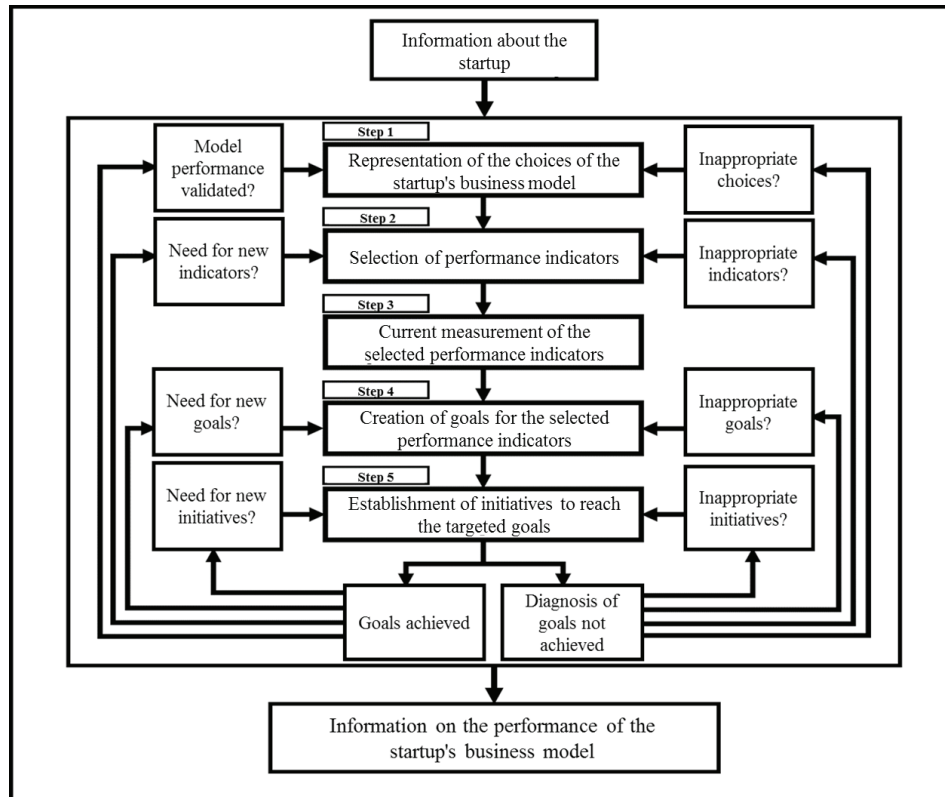 Information about the
startup
Step 1
Model
performance
validated?
Representation of the choices of the
startup's business model
Inappropriate
choices?
Step 2
Need for new
indicators?
Selection of performance indicators
Inappropriate
indicators?
Step 3
Current measurement of the
selected performance indicators
Step 4
Need for new
goals?
Creation of goals for the selected
performance indicators
Inappropriate
goals?
Step 5
Need for new
initiatives?
Establishment of initiatives to reach
the targeted goals
Inappropriate
initiatives?
Goals achieved
Diagnosis of
goals not
achieved
Information on the performance of the
startup's business model